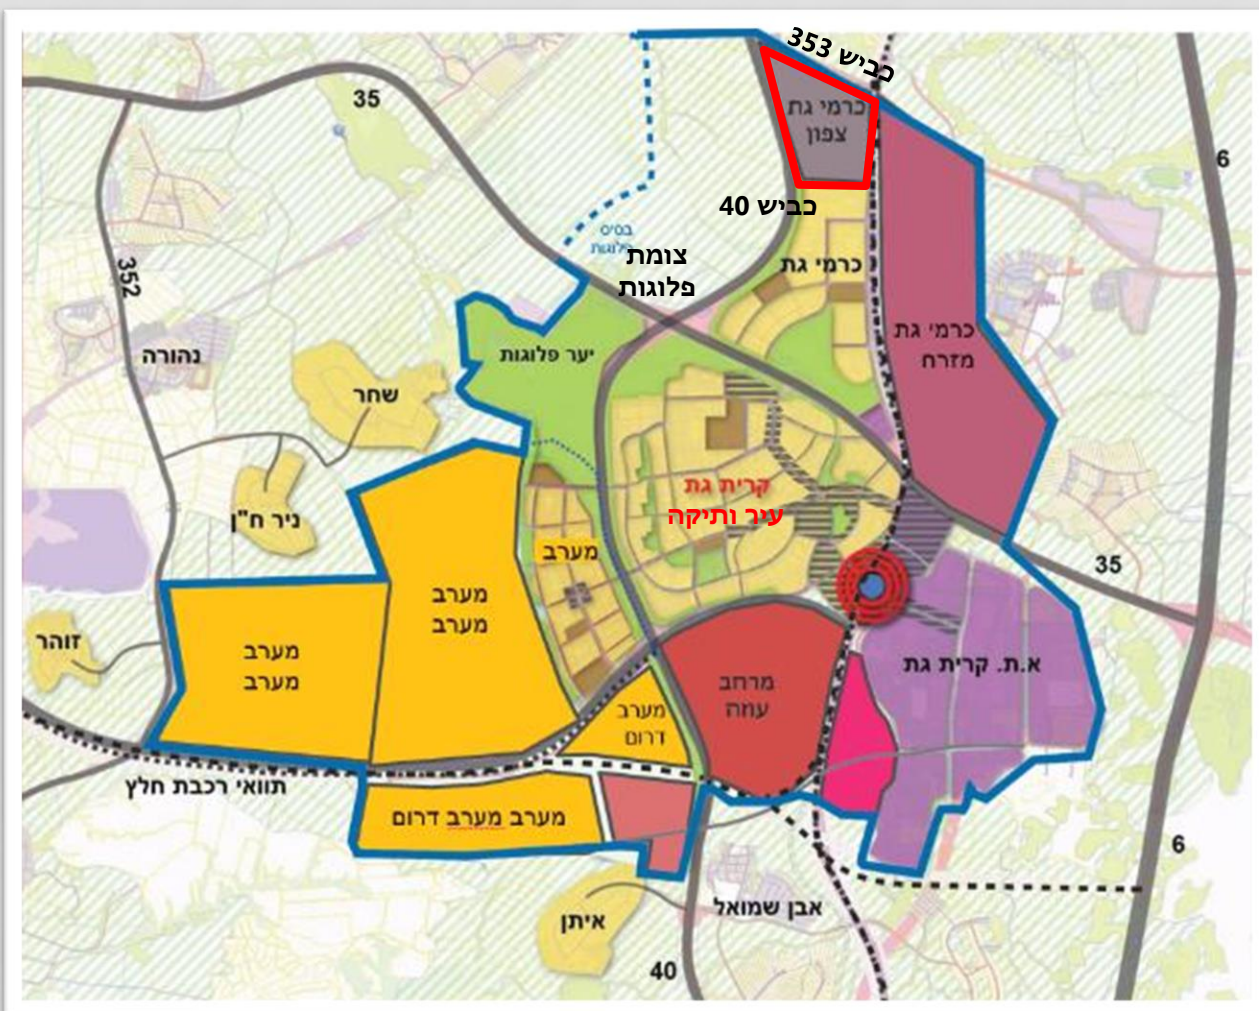 כביש 353
כרמי גת
צפון
35
6
כביש 40
בסיס
פלוגות
צומת
פלוגות
כרמי גת
352
נהורה
יער פלוגות
כרמי גת
מזרח
שחר
קרית גת
עיר ותיקה
ניר ח"ן
מערב
35
מערב
מערב
זוהר
מערב
מערב
א.ת. קרית גת
מרחב
עוזה
מערב
דרום
תוואי רכבת חלץ
מערב מערב דרום
6
אבן שמואל
איתן
40